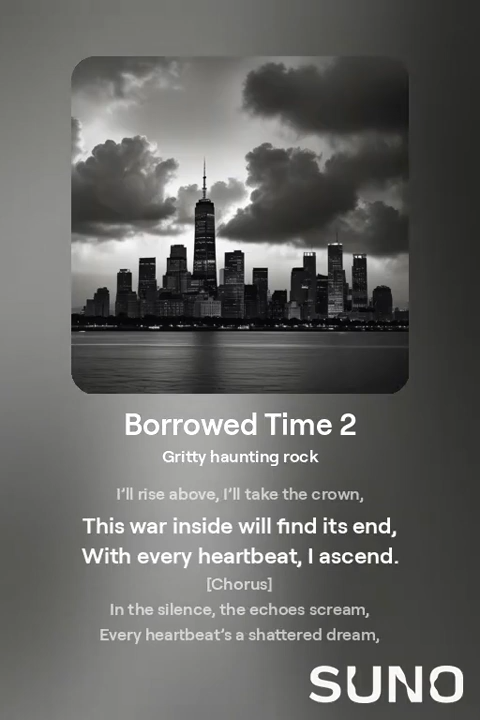 Borrowed Time 2
Gritty haunting rock
I'll rise above, I'll take the crown,
This war inside will find its end,
With every heartbeat, I ascend.
[Chorus]
In the silence, the echoes scream,
Every heartbeat's a shattered dream,
SUNO